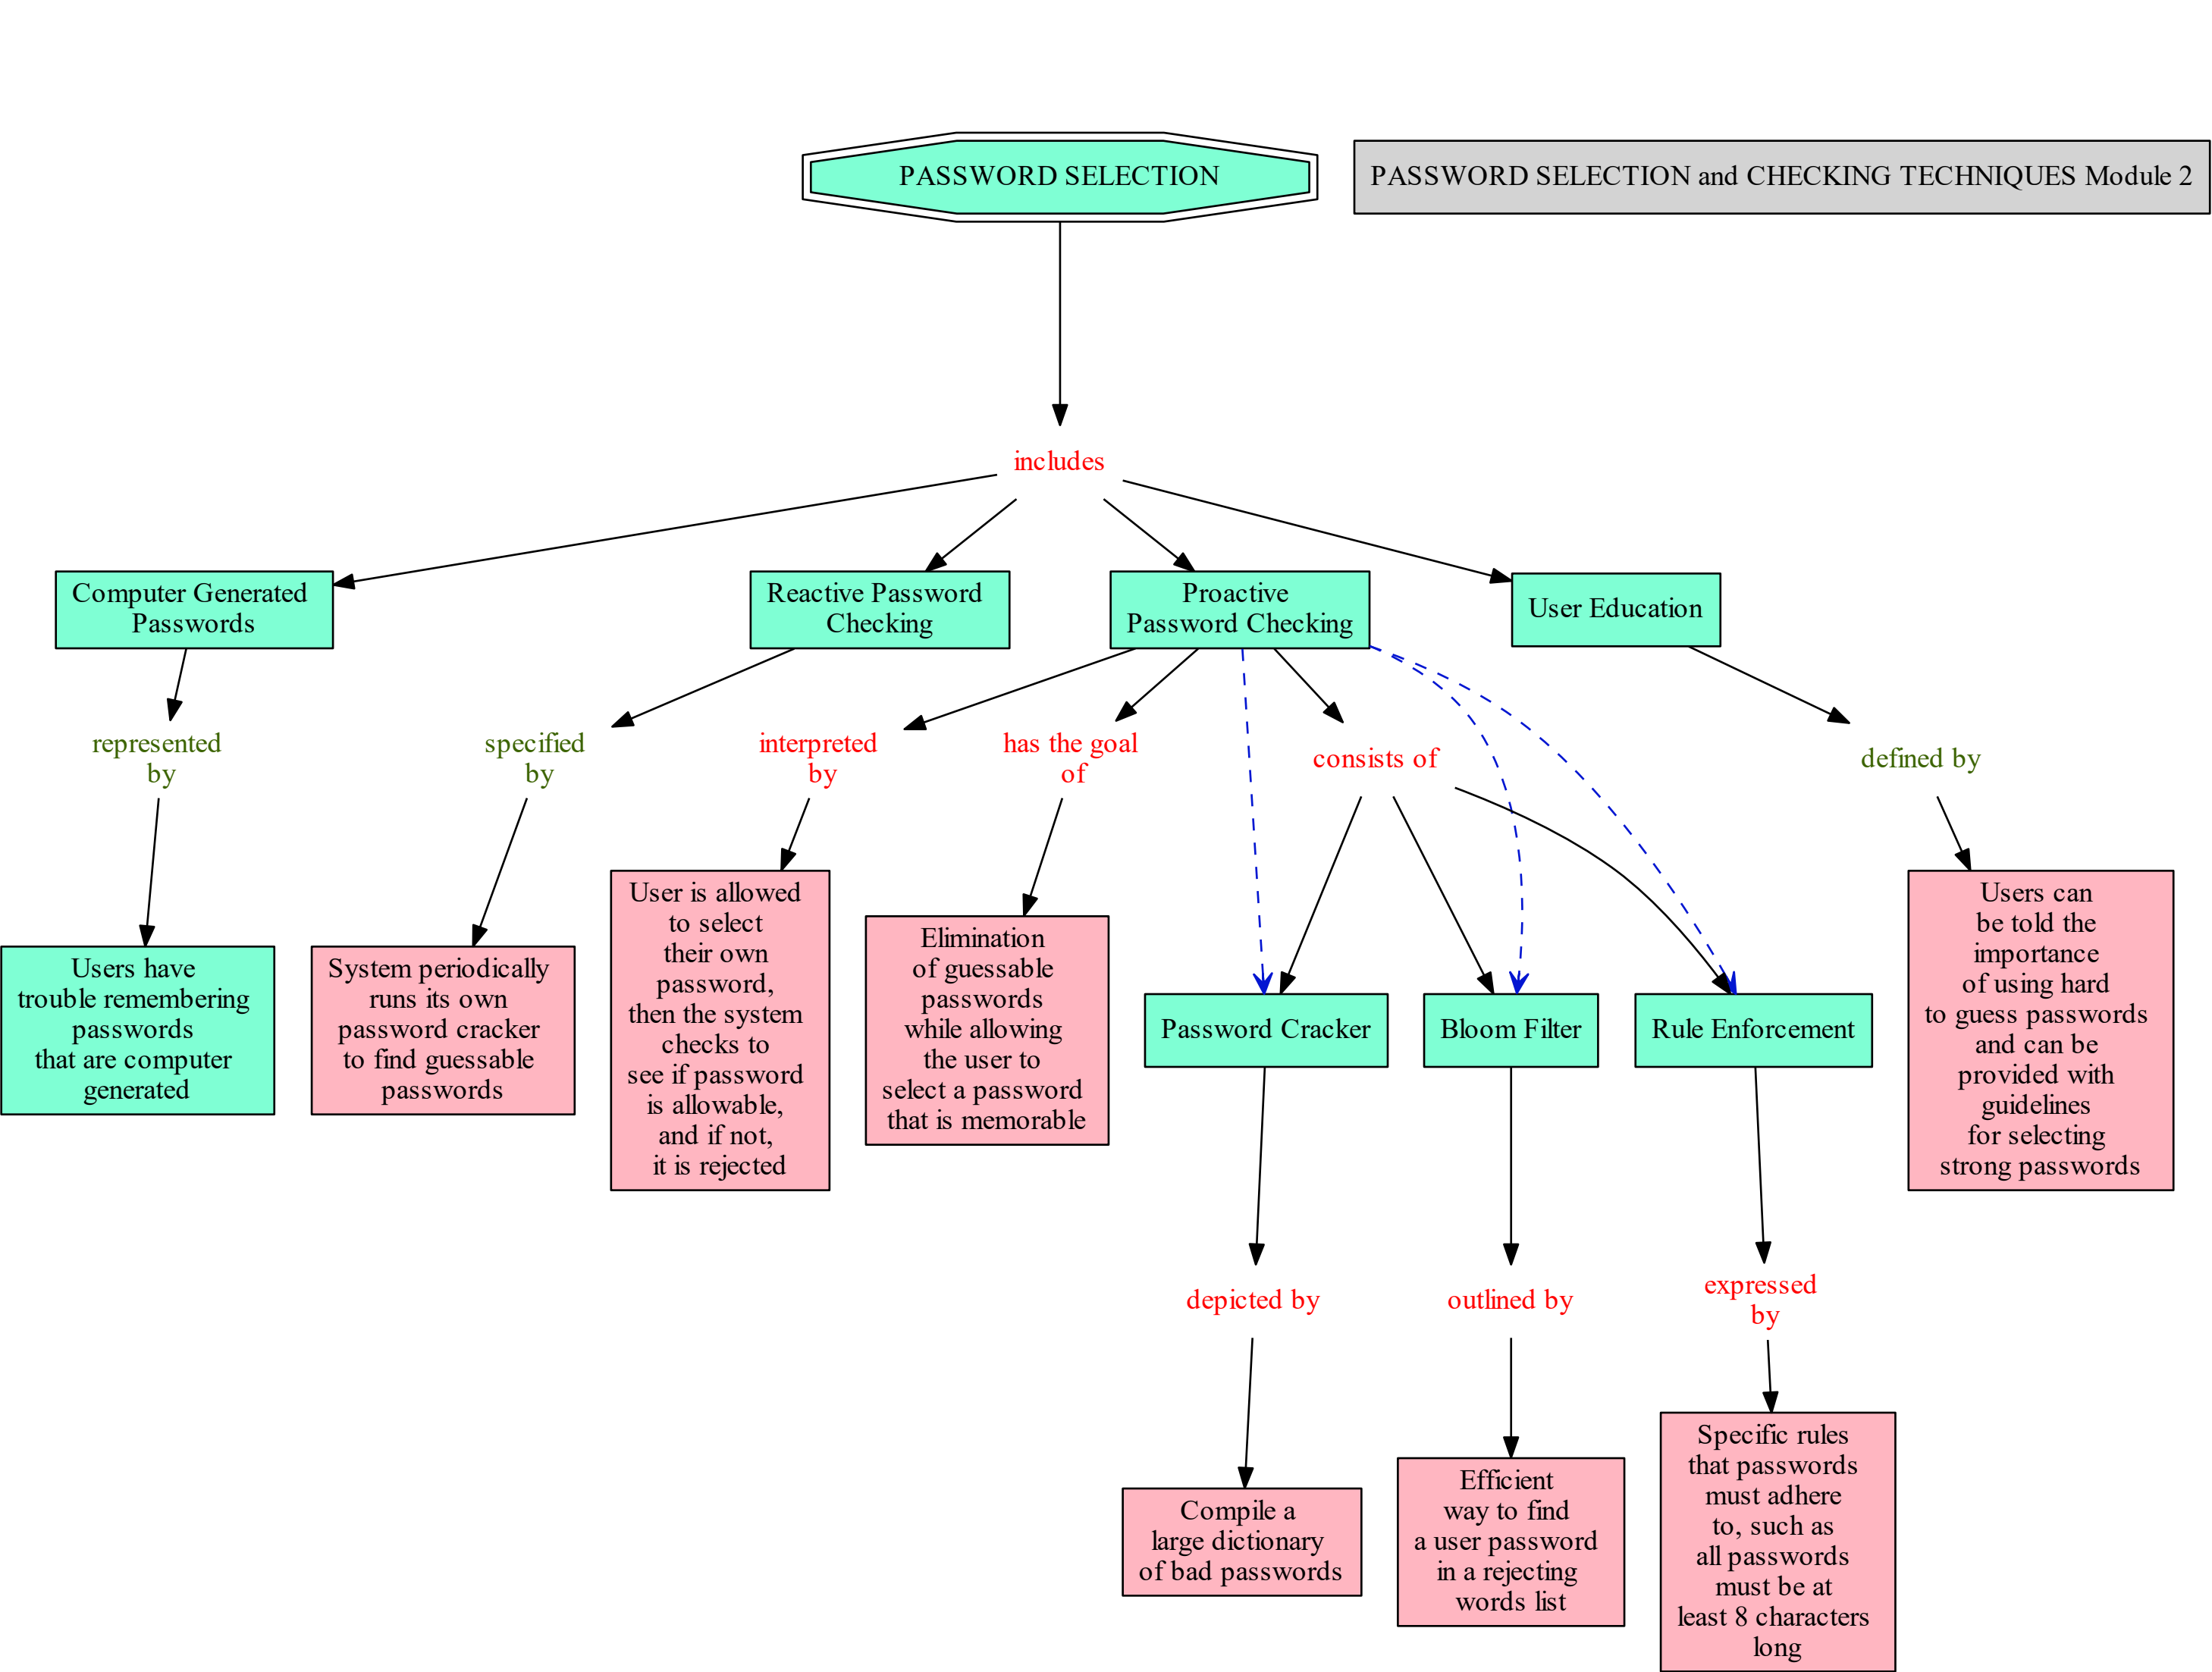 PASSWORD SELECTION
PASSWORD SELECTION and CHECKING TECHNIQUES Module 2
includes
Computer Generated
Passwords
Reactive Password
Checking
Proactive
Password Checking
User Education
represented
by
specified
by
interpreted
by
has the goal
of
consists of
defined by
Users have
trouble remembering
passwords
that are computer
generated
System periodically
runs its own
password cracker
to find guessable
passwords
User is allowed
to select
their own
password,
then the system
checks to
see if password
is allowable,
and if not,
it is rejected
Elimination
of guessable
passwords
while allowing
the user to
select a password
that is memorable
Password Cracker
Bloom Filter
Rule Enforcement
Users can
be told the
importance
of using hard
to guess passwords
and can be
provided with
guidelines
for selecting
strong passwords
depicted by
outlined by
expressed
by
Compile a
large dictionary
of bad passwords
Efficient
way to find
a user password
in a rejecting
words list
Specific rules
that passwords
must adhere
to, such as
all passwords
must be at
least 8 characters
long